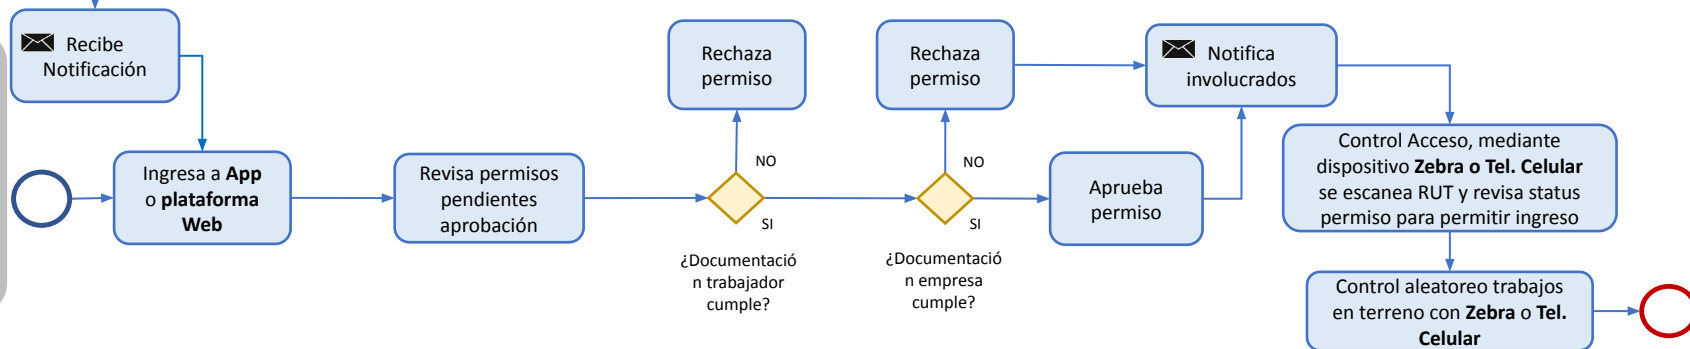 Recibe
Notificación
Ingresa a App
o plataforma
Web
Revisa permisos
pendientes
aprobación
Rechaza
permiso
NO
SI
¿Documentació
n trabajador
cumple?
Rechaza
permiso
NO
SI
¿Documentació
n empresa
cumple?
Aprueba
permiso
Notifica
involucrados
Control Acceso, mediante
dispositivo Zebra o Tel. Celular
se escanea RUT y revisa status
permiso para permitir ingreso
Control aleatoreo trabajos
en terreno con Zebra o Tel.
Celular